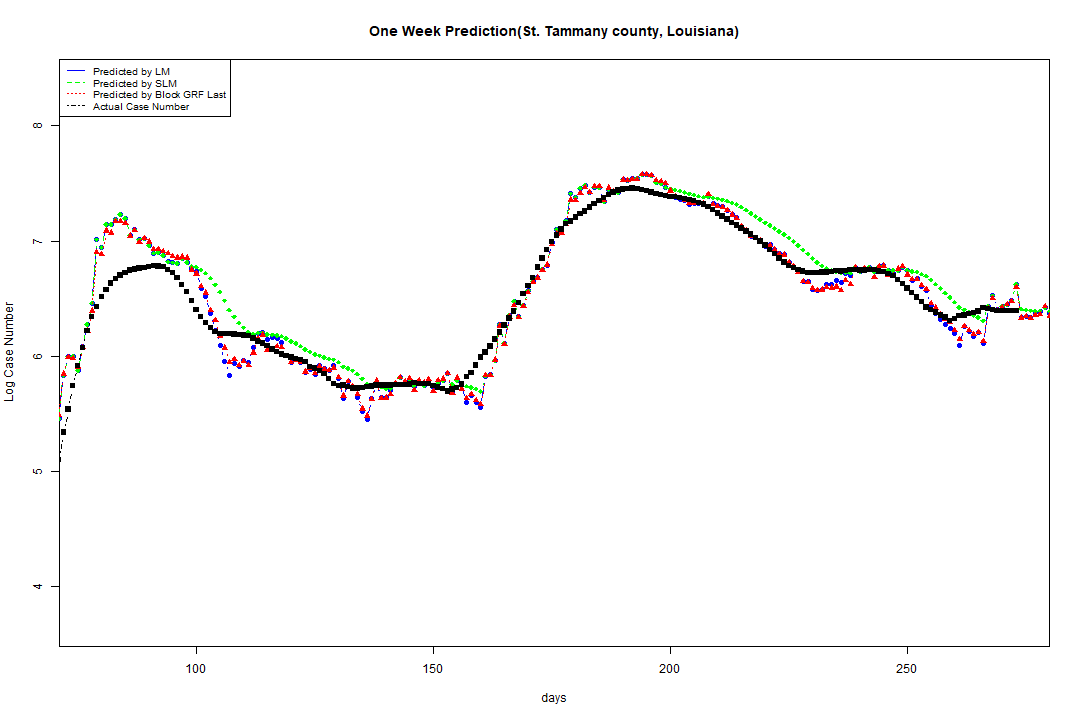 One Week Prediction(St. Tammany county, Louisiana)
Predicted by LM
Predicted by SLM
Predicted by Block GRF Last
Actual Case Number
Log Case Number
8
7
6
5
4
100 150 200 250
days